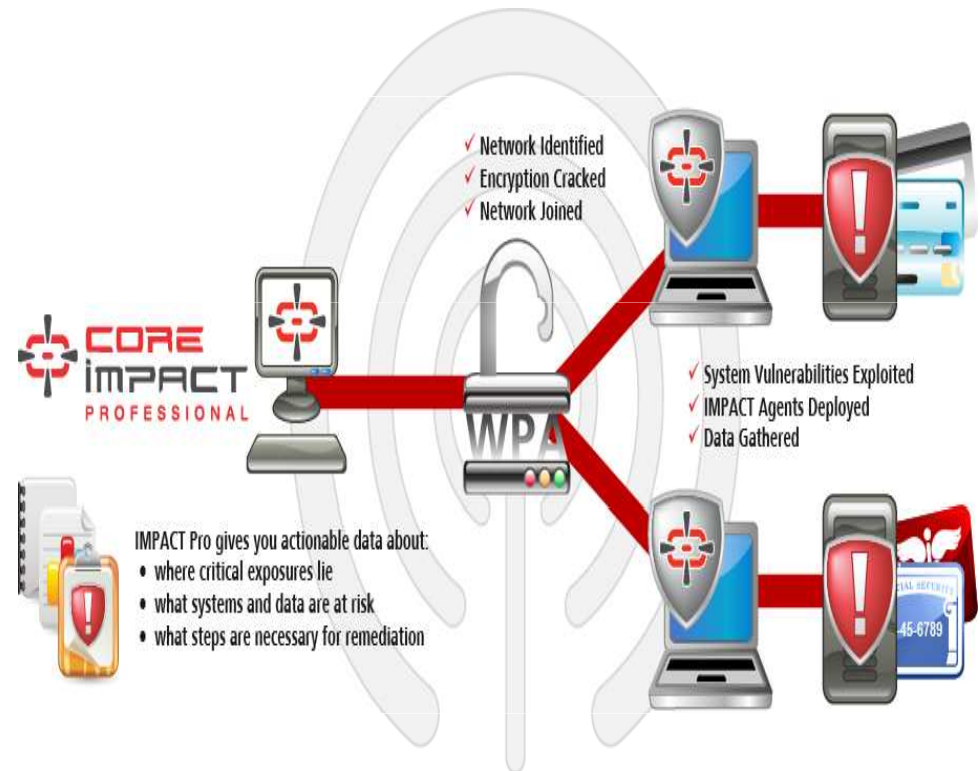 ✓ Network Identified
✓ Encryption Cracked
✓ Network Joined
CORE
IMPACT
PROFESSIONAL
WPA
✓ System Vulnerabilities Exploited
✓ IMPACT Agents Deployed
✓ Data Gathered
IMPACT Pro gives you actionable data about:
• where critical exposures lie
• what systems and data are at risk
• what steps are necessary for remediation
SECURITY
-45-6789